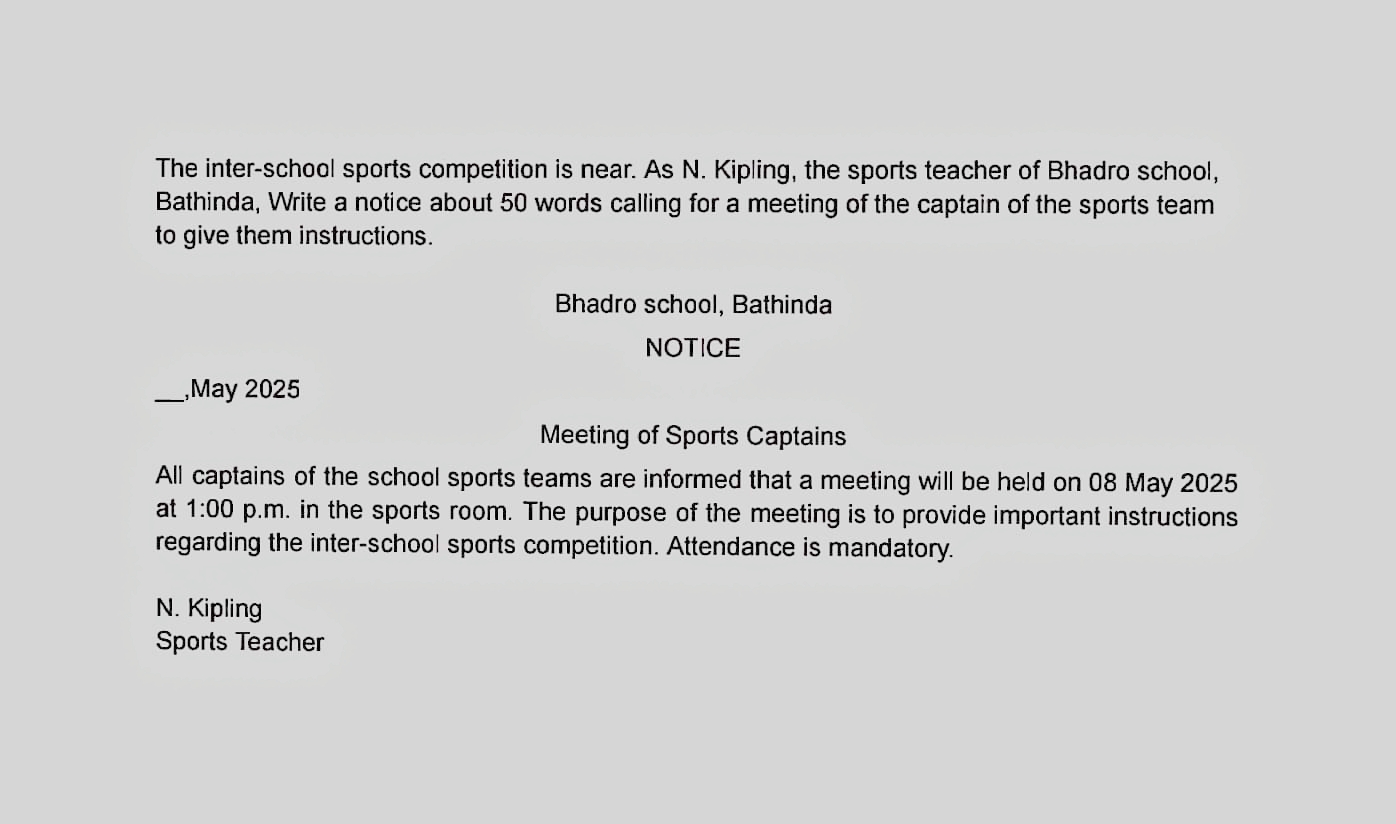 The inter-school sports competition is near. As N. Kipling, the sports teacher of Bhadro school,
Bathinda, Write a notice about 50 words calling for a meeting of the captain of the sports team
to give them instructions.
Bhadro school, Bathinda
NOTICE
__,May 2025
Meeting of Sports Captains
All captains of the school sports teams are informed that a meeting will be held on 08 May 2025
at 1:00 p.m. in the sports room. The purpose of the meeting is to provide important instructions
regarding the inter-school sports competition. Attendance is mandatory.
N. Kipling
Sports Teacher